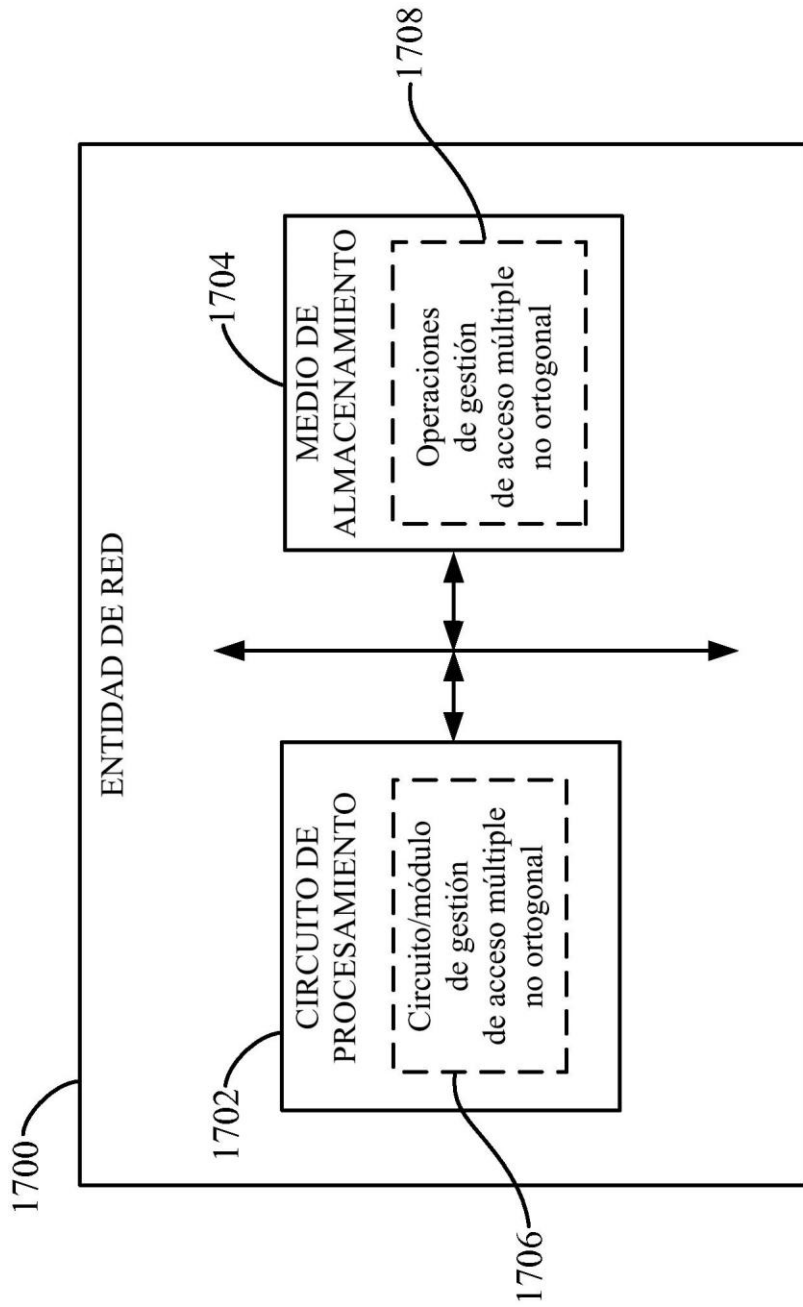 1700
ENTIDAD DE RED
1702
CIRCUITO DE
PROCESAMIENTO
Circuito/módulo
de gestión
de acceso múltiple
no ortogonal
1706
1704
MEDIO DE
ALMACENAMIENTO
Operaciones
de gestión
de acceso múltiple
no ortogonal
1708